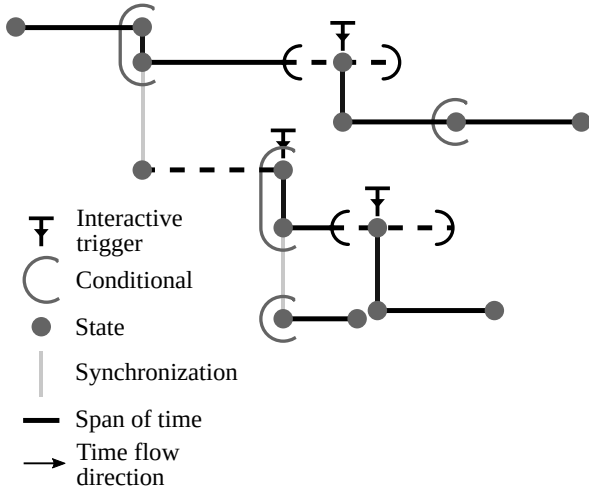 Interactive
trigger
Conditional
State
Synchronization
Span of time
Time flow
direction